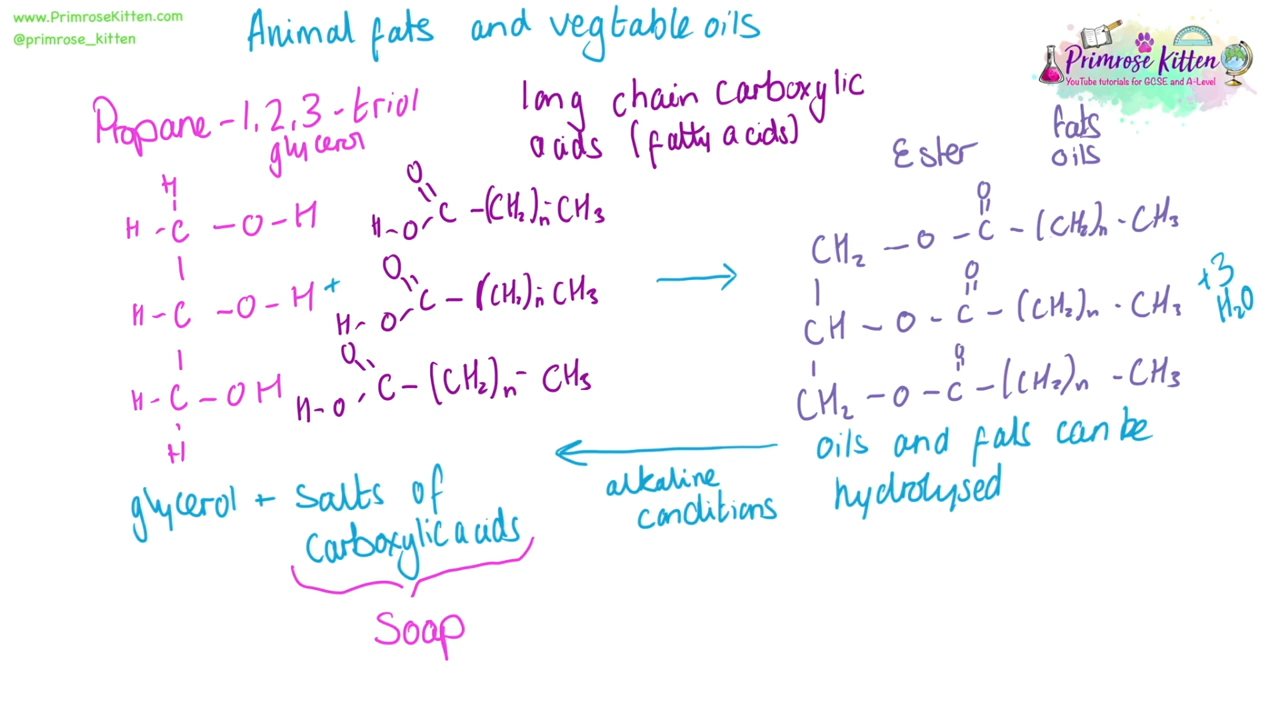 www.PrimroseKitten.com
@primrose_kitten
Animal fats and vegtable oils
Primrose Kitten
YouTube tutorials for GCSE and A-Level
Propane-1,2,3-triol
glycerol
long chain carboxylic
acids (fatty acids)
Ester
fats
oils
H
H-C-O-H
H-C-O-H
H-C-OH
H
+
O
H-O-C-(CH2)n-CH3
O
H-O-C-(CH2)n-CH3
O
H-O-C-(CH2)n-CH3
O
CH2-O-C-(CH2)n-CH3
O
CH-O-C-(CH2)n-CH3
O
CH2-O-C-(CH2)n-CH3
+3
H2O
oils and fats can be
hydrolysed
alkaline
conditions
glycerol + salts of
carboxylic acids
Soap